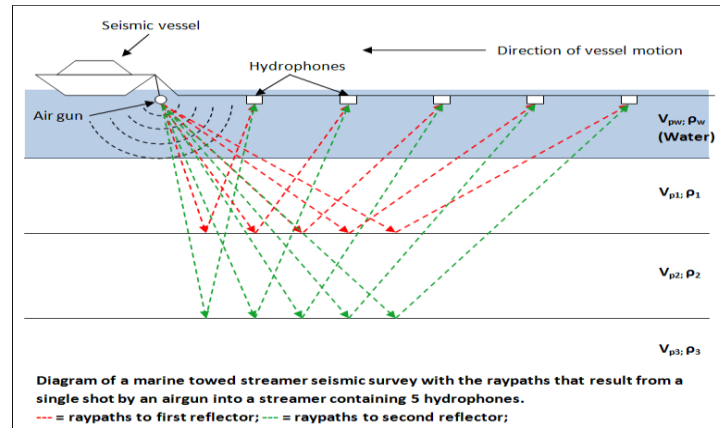 Seismic vessel
Direction of vessel motion
Hydrophones
Air gun
Vpw; ρw
(Water)
Vp1; ρ1
Vp2; ρ2
Vp3; ρ3
Diagram of a marine towed streamer seismic survey with the raypaths that result from a
single shot by an airgun into a streamer containing 5 hydrophones.
--- = raypaths to first reflector; --- = raypaths to second reflector;